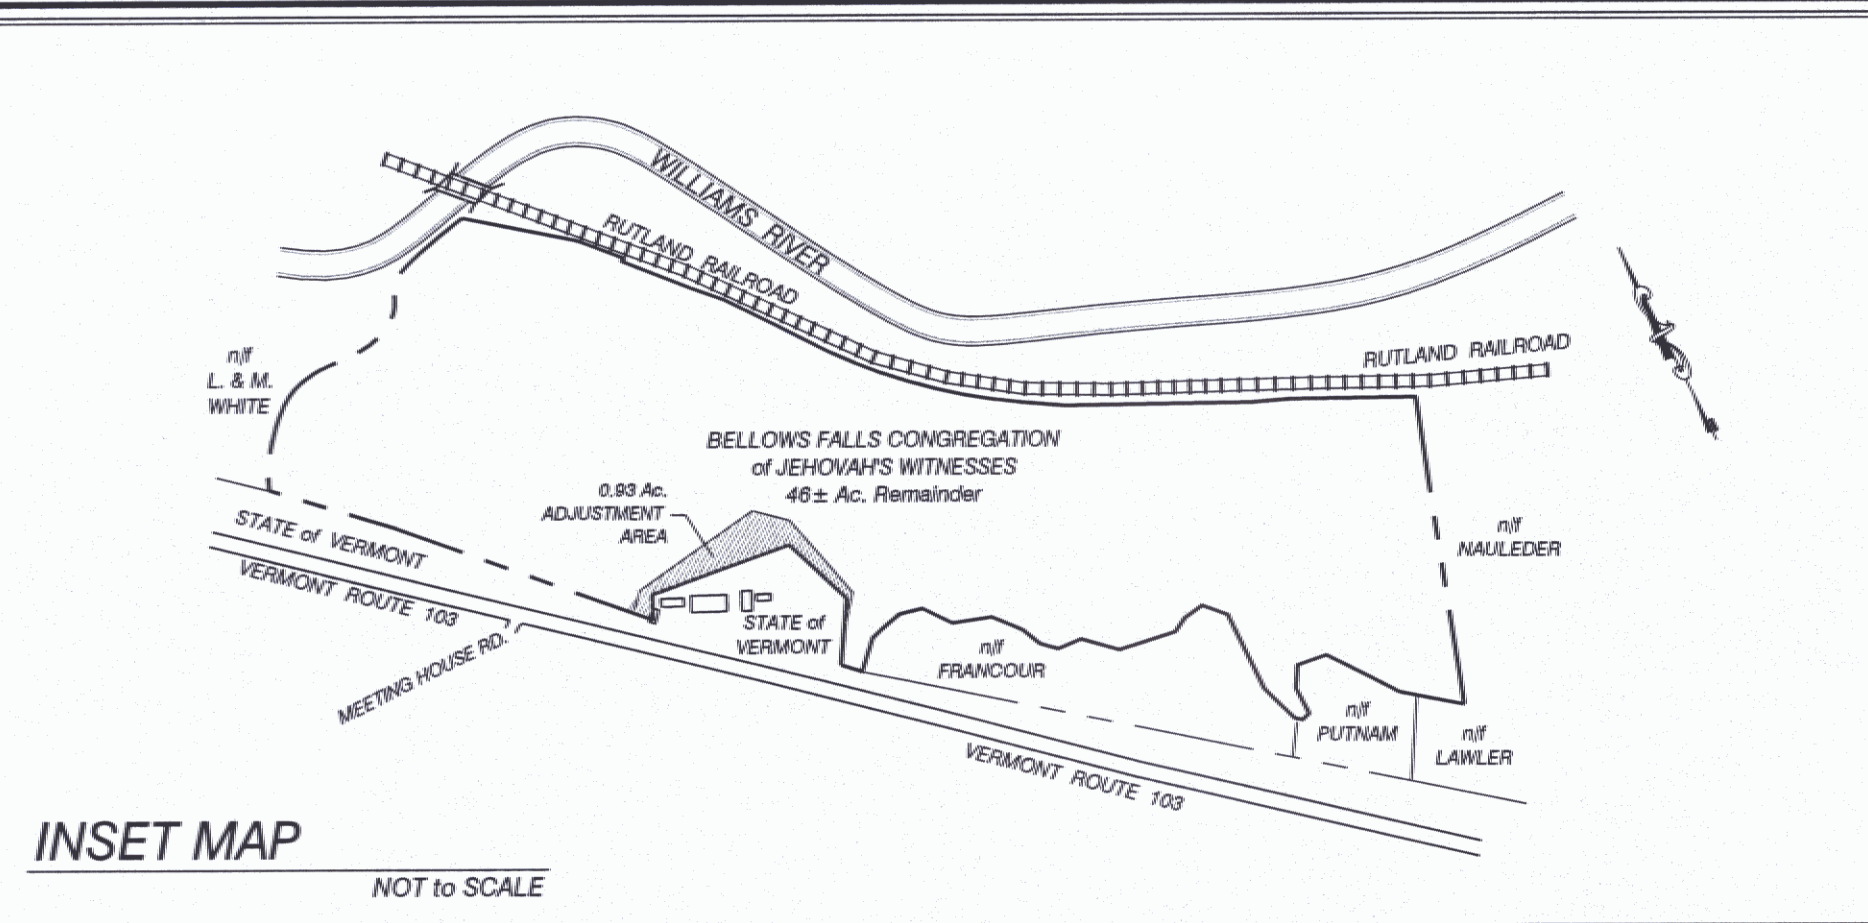 WILLIAMS RIVER
RUTLAND RAILROAD
RUTLAND RAILROAD
n/f
L. & M.
WHITE
BELLOWS FALLS CONGREGATION
of JEHOVAH'S WITNESSES
46± Ac. Remainder
0.93 Ac.
ADJUSTMENT
AREA
n/f
NAULEDER
STATE of VERMONT
VERMONT ROUTE 103
MEETING HOUSE RD.
STATE of
VERMONT
n/f
FRANCOUR
n/f
PUTNAM
n/f
LAWLER
VERMONT ROUTE 103
INSET MAP
NOT to SCALE